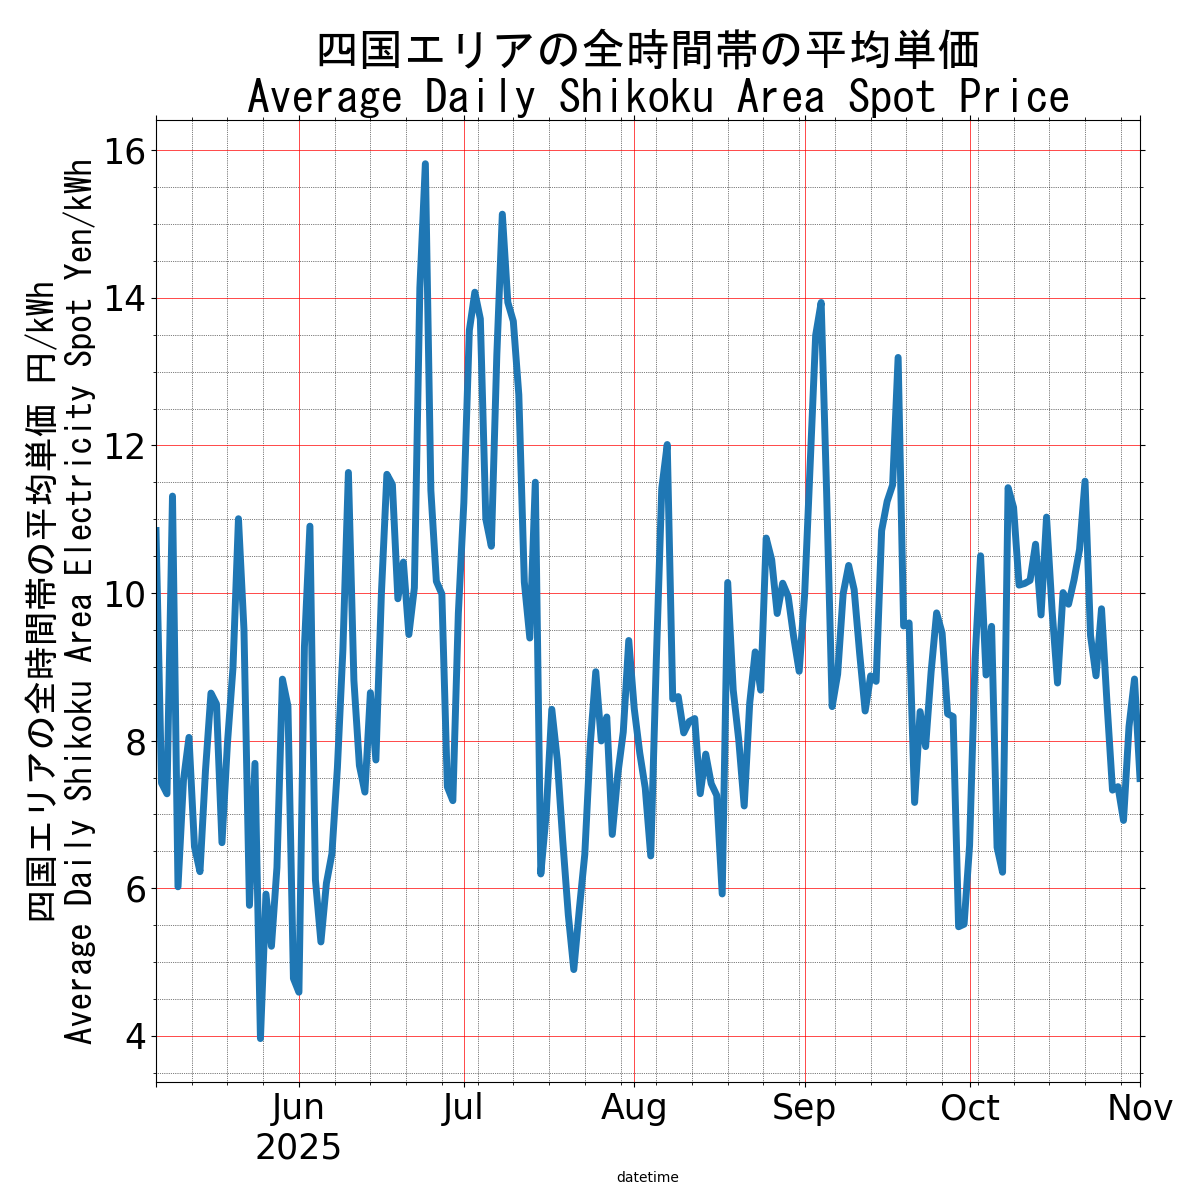 四国エリアの全時間帯の平均単価
Average Daily Shikoku Area Spot Price
四国エリアの全時間帯の平均単価 円/kWh
Average Daily Shikoku Area Electricity Spot Yen/kWh
16
14
12
10
8
6
4
Jun Jul Aug Sep Oct Nov
2025
datetime